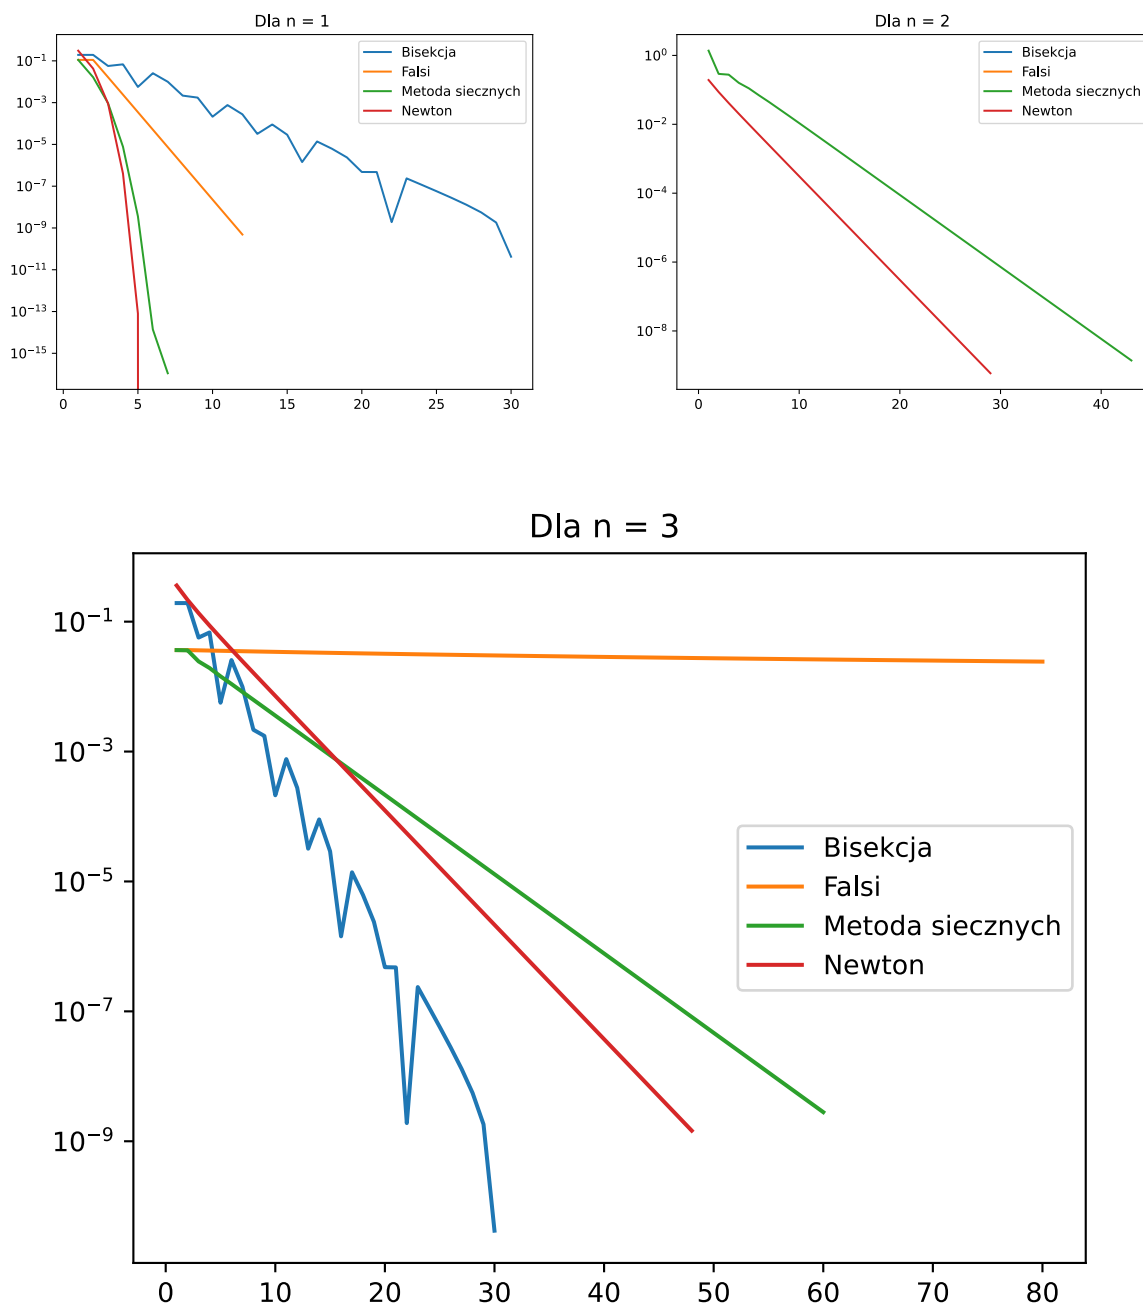 Dla n = 1
10⁻¹
10⁻³
10⁻⁵
10⁻⁷
10⁻⁹
10⁻¹¹
10⁻¹³
10⁻¹⁵
0 5 10 15 20 25 30
Bisekcja
Falsi
Metoda siecznych
Newton
Dla n = 2
10⁰
10⁻²
10⁻⁴
10⁻⁶
10⁻⁸
0 10 20 30 40
Bisekcja
Falsi
Metoda siecznych
Newton
Dla n = 3
10⁻¹
10⁻³
10⁻⁵
10⁻⁷
10⁻⁹
0 10 20 30 40 50 60 70 80
Bisekcja
Falsi
Metoda siecznych
Newton